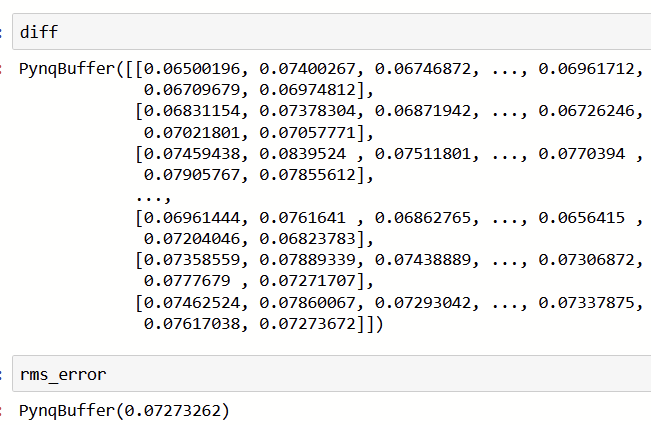 diff
PynqBuffer([[0.06500196, 0.07400267, 0.06746872, ..., 0.06961712,
0.06709679, 0.06974812],
[0.06831154, 0.07378304, 0.06871942, ..., 0.06726246,
0.07021801, 0.07057771],
[0.07459438, 0.0839524 , 0.07511801, ..., 0.0770394 ,
0.07905767, 0.07855612],
...,
[0.06961444, 0.0761641 , 0.06862765, ..., 0.0656415 ,
0.07204046, 0.06823783],
[0.07358559, 0.07889339, 0.07438889, ..., 0.07306872,
0.0777679 , 0.07271707],
[0.07462524, 0.07860067, 0.07293042, ..., 0.07337875,
0.07617038, 0.07273672]])
rms_error
PynqBuffer(0.07273262)